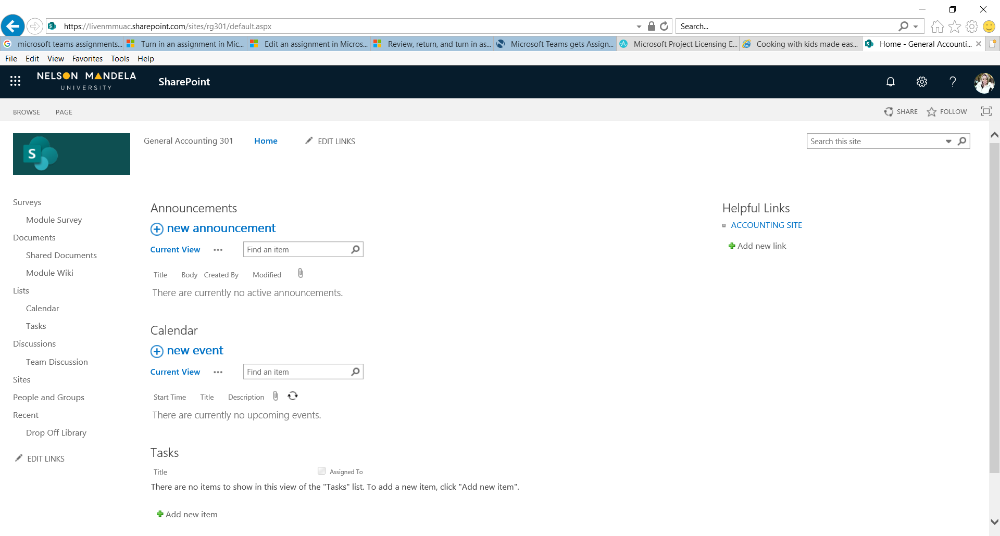 https://livenmmuac.sharepoint.com/sites/rg301/default.aspx
Search...
microsoft teams assignments...
Turn in an assignment in Mic...
Edit an assignment in Micros...
Review, return, and turn in as...
Microsoft Teams gets Assign...
Microsoft Project Licensing E...
Cooking with kids made eas...
Home - General Accounti...
File Edit View Favorites Tools Help
NELSON MANDELA
UNIVERSITY
SharePoint
BROWSE PAGE
SHARE FOLLOW
General Accounting 301 Home EDIT LINKS
Search this site
S
Surveys
Module Survey
Documents
Shared Documents
Module Wiki
Lists
Calendar
Tasks
Discussions
Team Discussion
Sites
People and Groups
Recent
Drop Off Library
EDIT LINKS
Announcements
new announcement
Current View ... Find an item
Title Body Created By Modified
There are currently no active announcements.
Calendar
new event
Current View ... Find an item
Start Time Title Description
There are currently no upcoming events.
Tasks
Title Assigned To
There are no items to show in this view of the "Tasks" list. To add a new item, click "Add new item".
Add new item
Helpful Links
ACCOUNTING SITE
Add new link